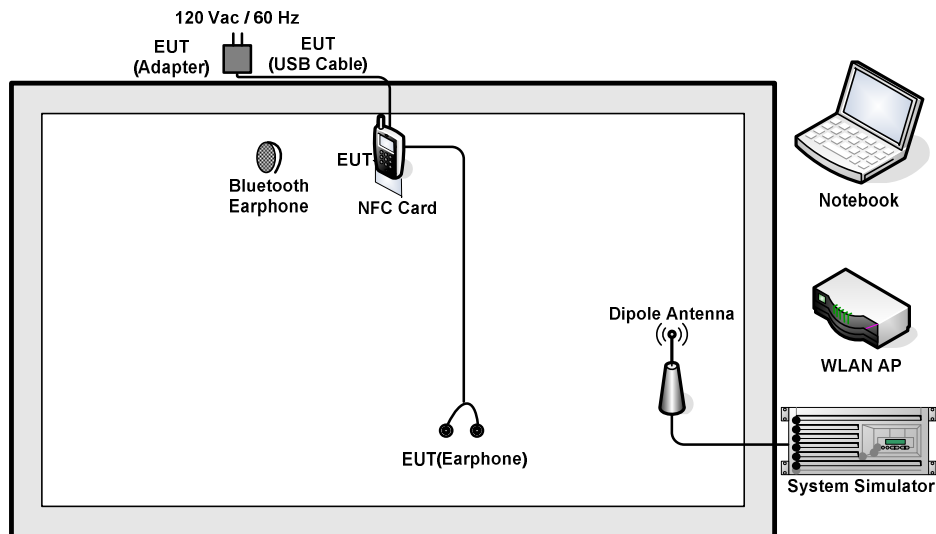 120 Vac / 60 Hz
EUT
(Adapter)
EUT
(USB Cable)
EUT
Bluetooth
Earphone
NFC Card
Notebook
Dipole Antenna
WLAN AP
EUT(Earphone)
System Simulator